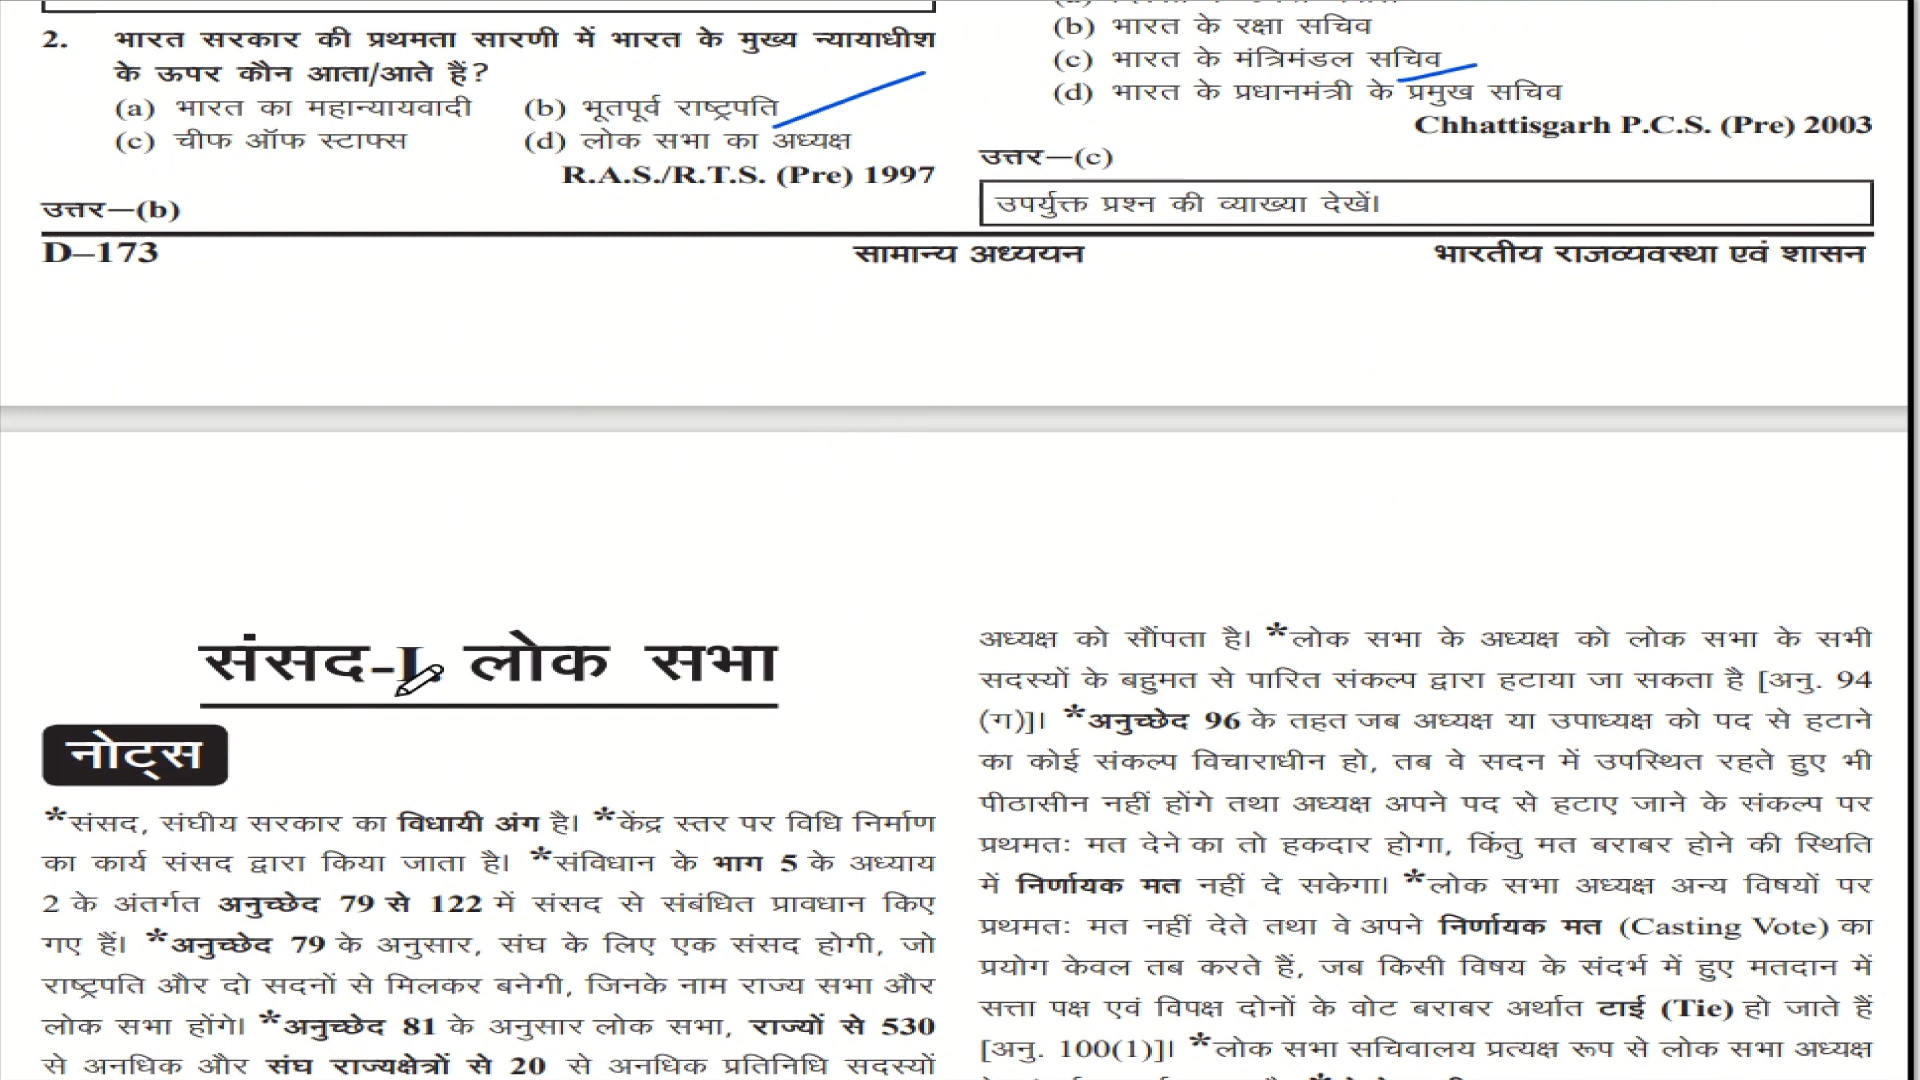 2. भारत सरकार की प्रथमता सारणी में भारत के मुख्य न्यायाधीश
के ऊपर कौन आता/आते हैं?
(a) भारत का महान्यायवादी (b) भूतपूर्व राष्ट्रपति
(c) चीफ ऑफ स्टाफ्स (d) लोक सभा का अध्यक्ष
R.A.S./R.T.S. (Pre) 1997
उत्तर—(b)
(b) भारत के रक्षा सचिव
(c) भारत के मंत्रिमंडल सचिव
(d) भारत के प्रधानमंत्री के प्रमुख सचिव
Chhattisgarh P.C.S. (Pre) 2003
उत्तर—(c)
उपर्युक्त प्रश्न की व्याख्या देखें।
D–173 सामान्य अध्ययन भारतीय राजव्यवस्था एवं शासन
संसद-I: लोक सभा
नोट्स
*संसद, संघीय सरकार का विधायी अंग है। *केंद्र स्तर पर विधि निर्माण
का कार्य संसद द्वारा किया जाता है। *संविधान के भाग 5 के अध्याय
2 के अंतर्गत अनुच्छेद 79 से 122 में संसद से संबंधित प्रावधान किए
गए हैं। *अनुच्छेद 79 के अनुसार, संघ के लिए एक संसद होगी, जो
राष्ट्रपति और दो सदनों से मिलकर बनेगी, जिनके नाम राज्य सभा और
लोक सभा होंगे। *अनुच्छेद 81 के अनुसार लोक सभा, राज्यों से 530
से अनधिक और संघ राज्यक्षेत्रों से 20 से अनधिक प्रतिनिधि सदस्यों
अध्यक्ष को सौंपता है। *लोक सभा के अध्यक्ष को लोक सभा के सभी
सदस्यों के बहुमत से पारित संकल्प द्वारा हटाया जा सकता है [अनु. 94
(ग)]। *अनुच्छेद 96 के तहत जब अध्यक्ष या उपाध्यक्ष को पद से हटाने
का कोई संकल्प विचाराधीन हो, तब वे सदन में उपस्थित रहते हुए भी
पीठासीन नहीं होंगे तथा अध्यक्ष अपने पद से हटाए जाने के संकल्प पर
प्रथमतः मत देने का तो हकदार होगा, किंतु मत बराबर होने की स्थिति
में निर्णायक मत नहीं दे सकेगा। *लोक सभा अध्यक्ष अन्य विषयों पर
प्रथमतः मत नहीं देते तथा वे अपने निर्णायक मत (Casting Vote) का
प्रयोग केवल तब करते हैं, जब किसी विषय के संदर्भ में हुए मतदान में
सत्ता पक्ष एवं विपक्ष दोनों के वोट बराबर अर्थात टाई (Tie) हो जाते हैं
[अनु. 100(1)]। *लोक सभा सचिवालय प्रत्यक्ष रूप से लोक सभा अध्यक्ष